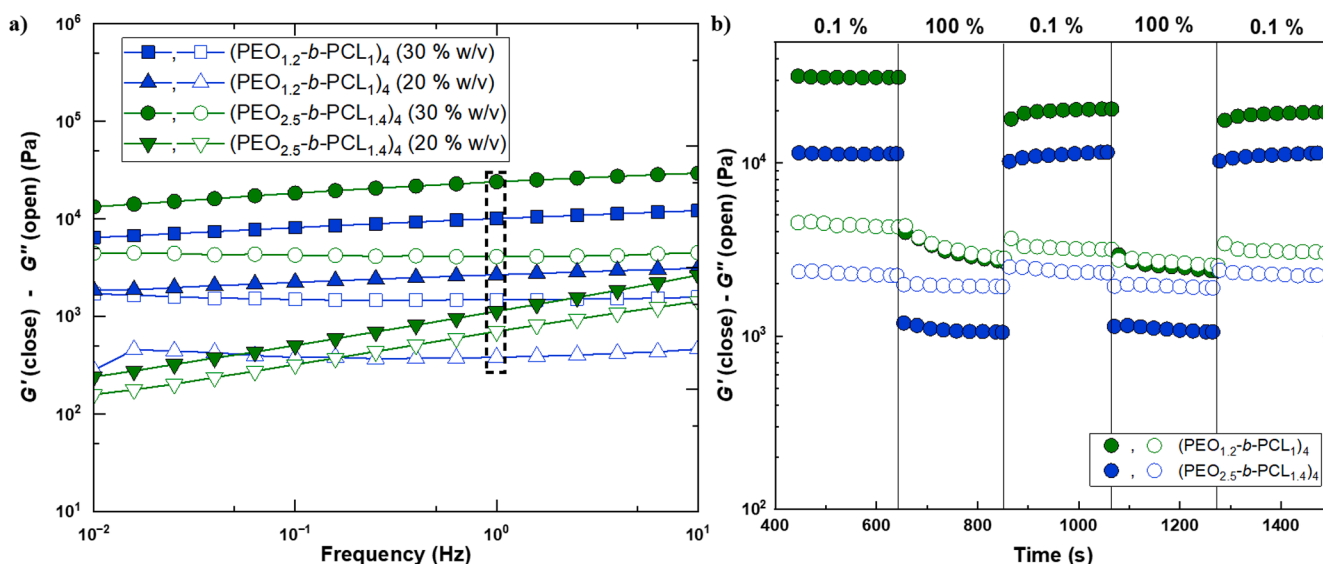 a)
10⁶
10⁵
10⁴
10³
10²
10¹
G′ (close) - G″ (open) (Pa)
, (PEO1.2-b-PCL1)4 (30 % w/v)
, (PEO1.2-b-PCL1)4 (20 % w/v)
, (PEO2.5-b-PCL1.4)4 (30 % w/v)
, (PEO2.5-b-PCL1.4)4 (20 % w/v)
10⁻² 10⁻¹ 10⁰ 10¹
Frequency (Hz)
b)
0.1 % 100 % 0.1 % 100 % 0.1 %
10⁴
10³
10²
G′ (close) - G″ (open) (Pa)
, (PEO1.2-b-PCL1)4
, (PEO2.5-b-PCL1.4)4
400 600 800 1000 1200 1400
Time (s)